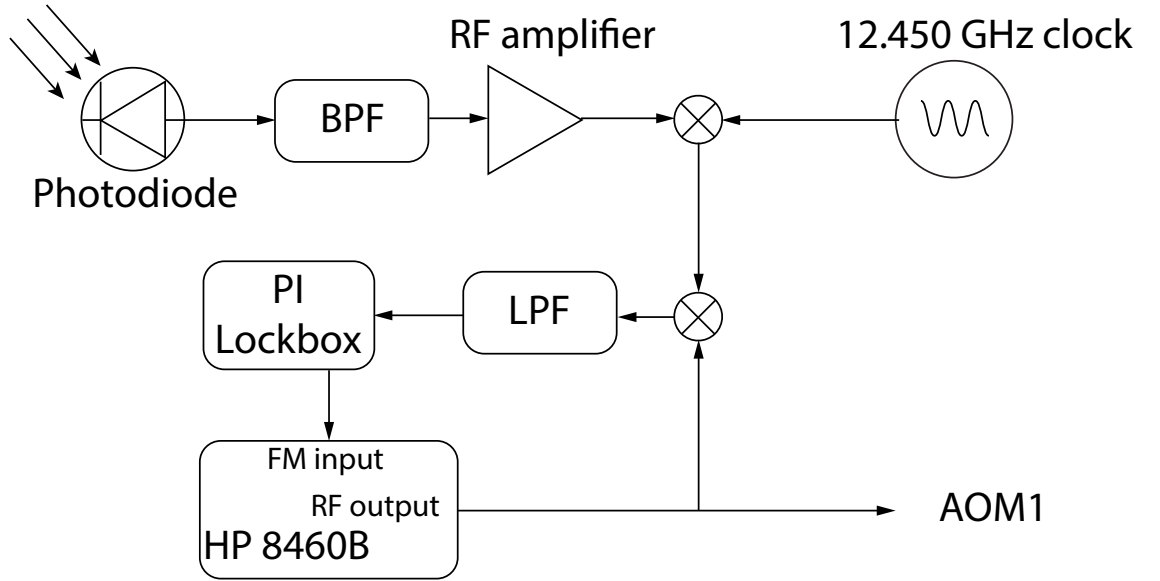 RF amplifier
12.450 GHz clock
BPF
Photodiode
PI
Lockbox
LPF
FM input
RF output
HP 8460B
AOM1